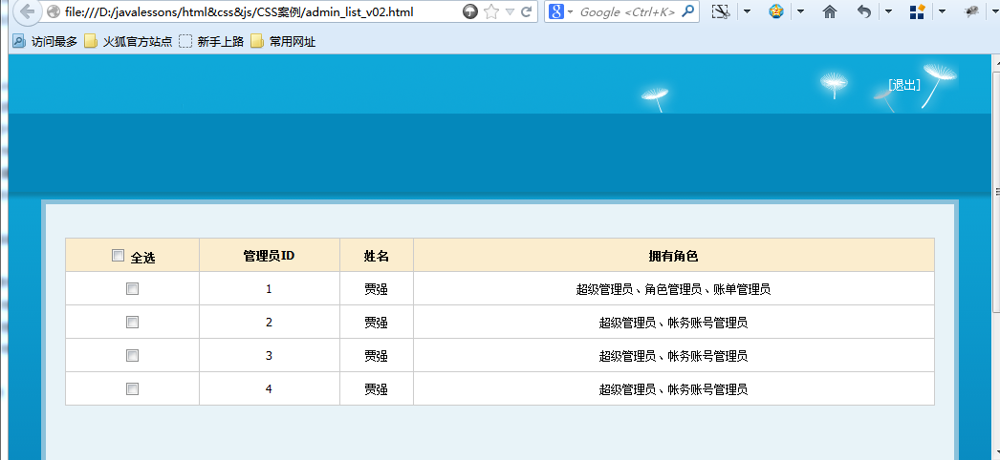 file:///D:/javalessons/html&css&js/CSS案例/admin_list_v02.html Google <Ctrl+K>
访问最多 火狐官方站点 新手上路 常用网址
[退出]
全选 管理员ID 姓名 拥有角色
1 贾强 超级管理员、角色管理员、账单管理员
2 贾强 超级管理员、帐务账号管理员
3 贾强 超级管理员、帐务账号管理员
4 贾强 超级管理员、帐务账号管理员